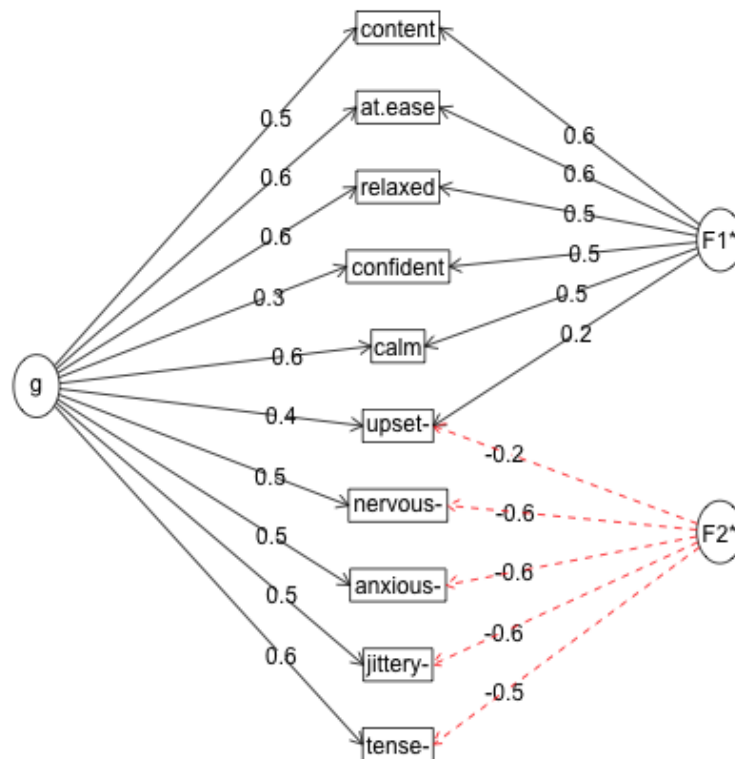 content
0.5
0.6
at.ease
0.6
0.6
relaxed
0.6
0.5
F1*
confident
0.3
0.5
calm
0.6
0.5
0.2
g
upset-
0.4
-0.2
nervous-
0.5
-0.6
F2*
anxious-
0.5
-0.6
jittery-
0.5
-0.6
tense-
0.6
-0.5